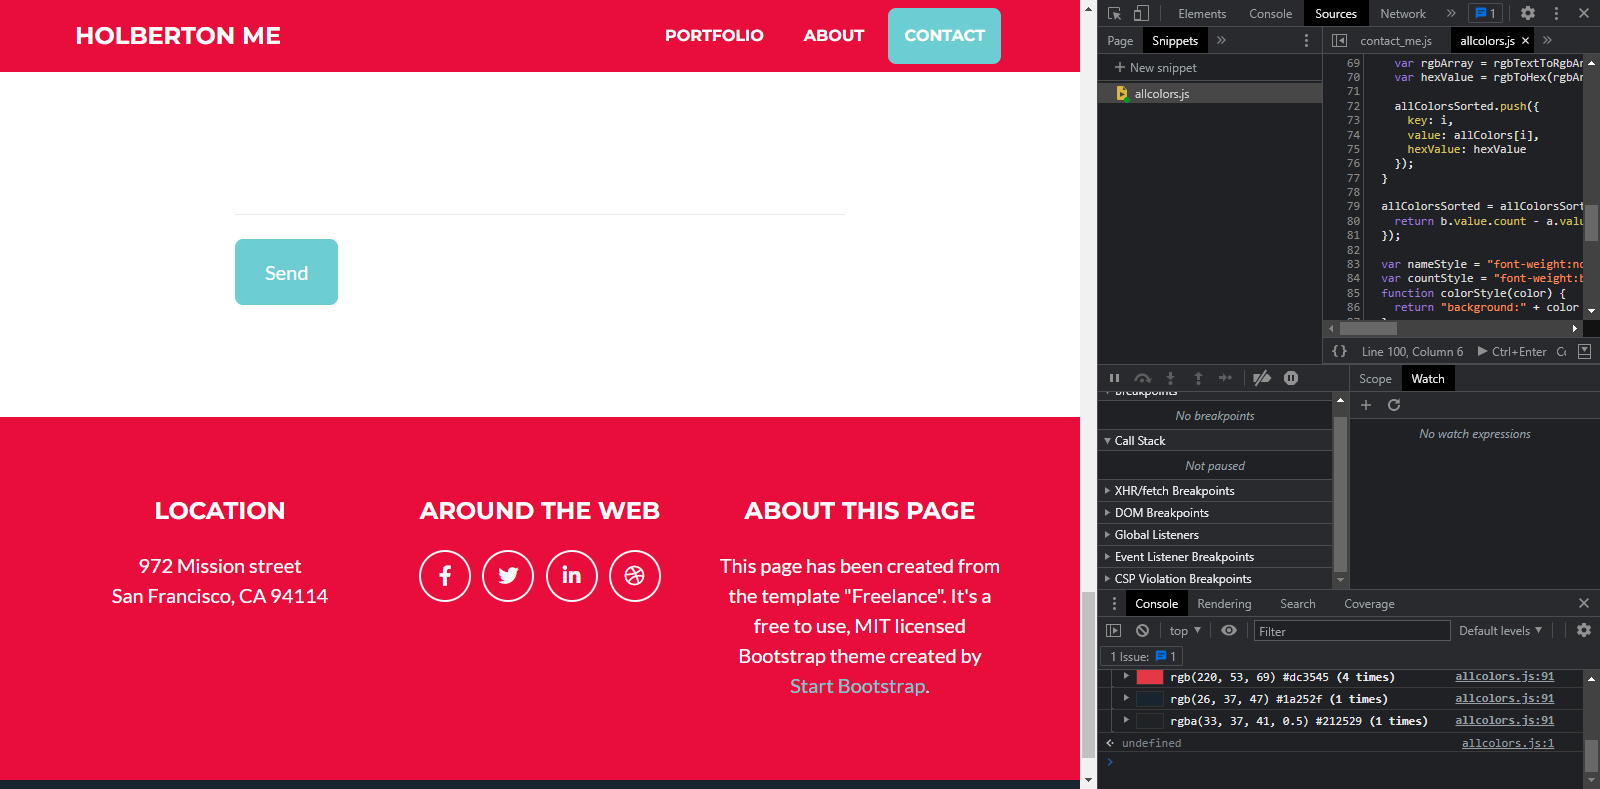 HOLBERTON ME
PORTFOLIO
ABOUT
CONTACT
Send
LOCATION
972 Mission street
San Francisco, CA 94114
AROUND THE WEB
ABOUT THIS PAGE
This page has been created from
the template "Freelance". It's a
free to use, MIT licensed
Bootstrap theme created by
Start Bootstrap.
Elements
Console
Sources
Network
1
Page
Snippets
New snippet
allcolors.js
contact_me.js
allcolors.js
69 var rgbArray = rgbTextToRgbAr
70 var hexValue = rgbToHex(rgbAr
71
72 allColorsSorted.push({
73 key: i,
74 value: allColors[i],
75 hexValue: hexValue
76 });
77 }
78
79 allColorsSorted = allColorsSort
80 return b.value.count - a.valu
81 });
82
83 var nameStyle = "font-weight:no
84 var countStyle = "font-weight:b
85 function colorStyle(color) {
86 return "background:" + color
{} Line 100, Column 6 Ctrl+Enter
Scope
Watch
Breakpoints
No breakpoints
Call Stack
Not paused
XHR/fetch Breakpoints
DOM Breakpoints
Global Listeners
Event Listener Breakpoints
CSP Violation Breakpoints
No watch expressions
Console
Rendering
Search
Coverage
top
Filter
Default levels
1 Issue: 1
rgb(220, 53, 69) #dc3545 (4 times) allcolors.js:91
rgb(26, 37, 47) #1a252f (1 times) allcolors.js:91
rgba(33, 37, 41, 0.5) #212529 (1 times) allcolors.js:91
undefined allcolors.js:1